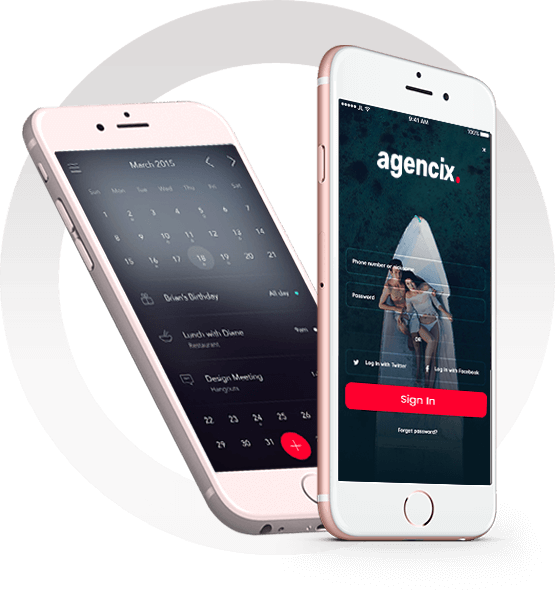 March 2015
Sun Mon Tue Wed Thu Fri Sat
1 2 3 4 5 6 7
8 9 10 11 12 13 14
15 16 17 18 19 20 21
Brian's Birthday All day
Lunch with Diane 9am
Restaurant
Design Meeting
Hangouts
22 23 24 25 26
29 30 31
+
JL 9:41 AM 100%
agencix.
Phone number or
Password
OR
Log In with Twitter
Log In with Facebook
Sign In
Forgot password?